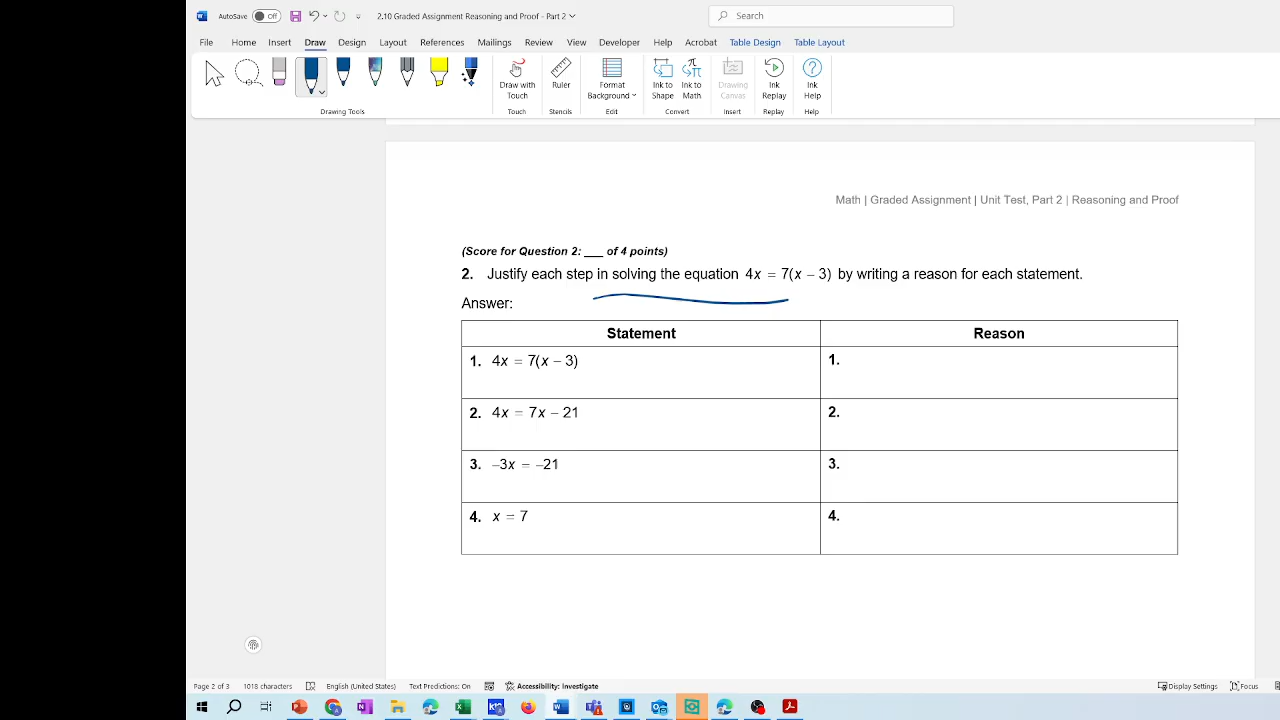 AutoSave Off 2.10 Graded Assignment Reasoning and Proof - Part 2 Search
File Home Insert Draw Design Layout References Mailings Review View Developer Help Acrobat Table Design Table Layout
Draw with Touch Ruler Format Background Ink to Shape Ink to Math Drawing Canvas Ink Replay Ink Help
Drawing Tools Touch Stencils Edit Convert Insert Replay Help
Math | Graded Assignment | Unit Test, Part 2 | Reasoning and Proof
(Score for Question 2: ___ of 4 points)
2. Justify each step in solving the equation 4x = 7(x – 3) by writing a reason for each statement.
Answer:
Statement Reason
1. 4x = 7(x – 3) 1.
2. 4x = 7x – 21 2.
3. –3x = –21 3.
4. x = 7 4.
Page 2 of 3 1018 characters English (United States) Text Predictions: On Accessibility: Investigate Display Settings Focus